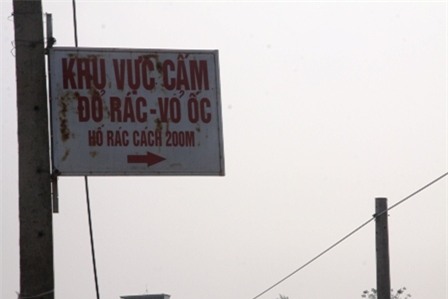 KHU VỰC CẤM
ĐỔ RÁC - VỎ ỐC
HỐ RÁC CÁCH 200M